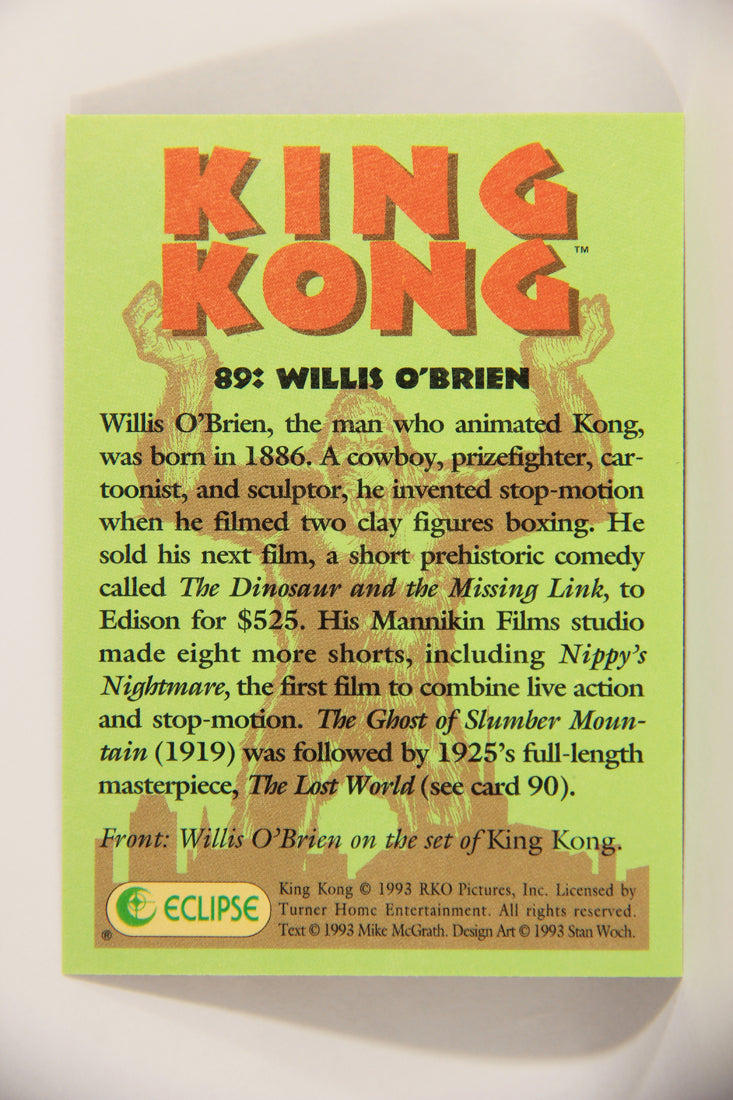 KING
KONG™
89: WILLIS O'BRIEN
Willis O'Brien, the man who animated Kong,
was born in 1886. A cowboy, prizefighter, car-
toonist, and sculptor, he invented stop-motion
when he filmed two clay figures boxing. He
sold his next film, a short prehistoric comedy
called The Dinosaur and the Missing Link, to
Edison for $525. His Mannikin Films studio
made eight more shorts, including Nippy's
Nightmare, the first film to combine live action
and stop-motion. The Ghost of Slumber Moun-
tain (1919) was followed by 1925's full-length
masterpiece, The Lost World (see card 90).
Front: Willis O'Brien on the set of King Kong.
ECLIPSE ®
King Kong © 1993 RKO Pictures, Inc. Licensed by
Turner Home Entertainment. All rights reserved.
Text © 1993 Mike McGrath. Design Art © 1993 Stan Woch.